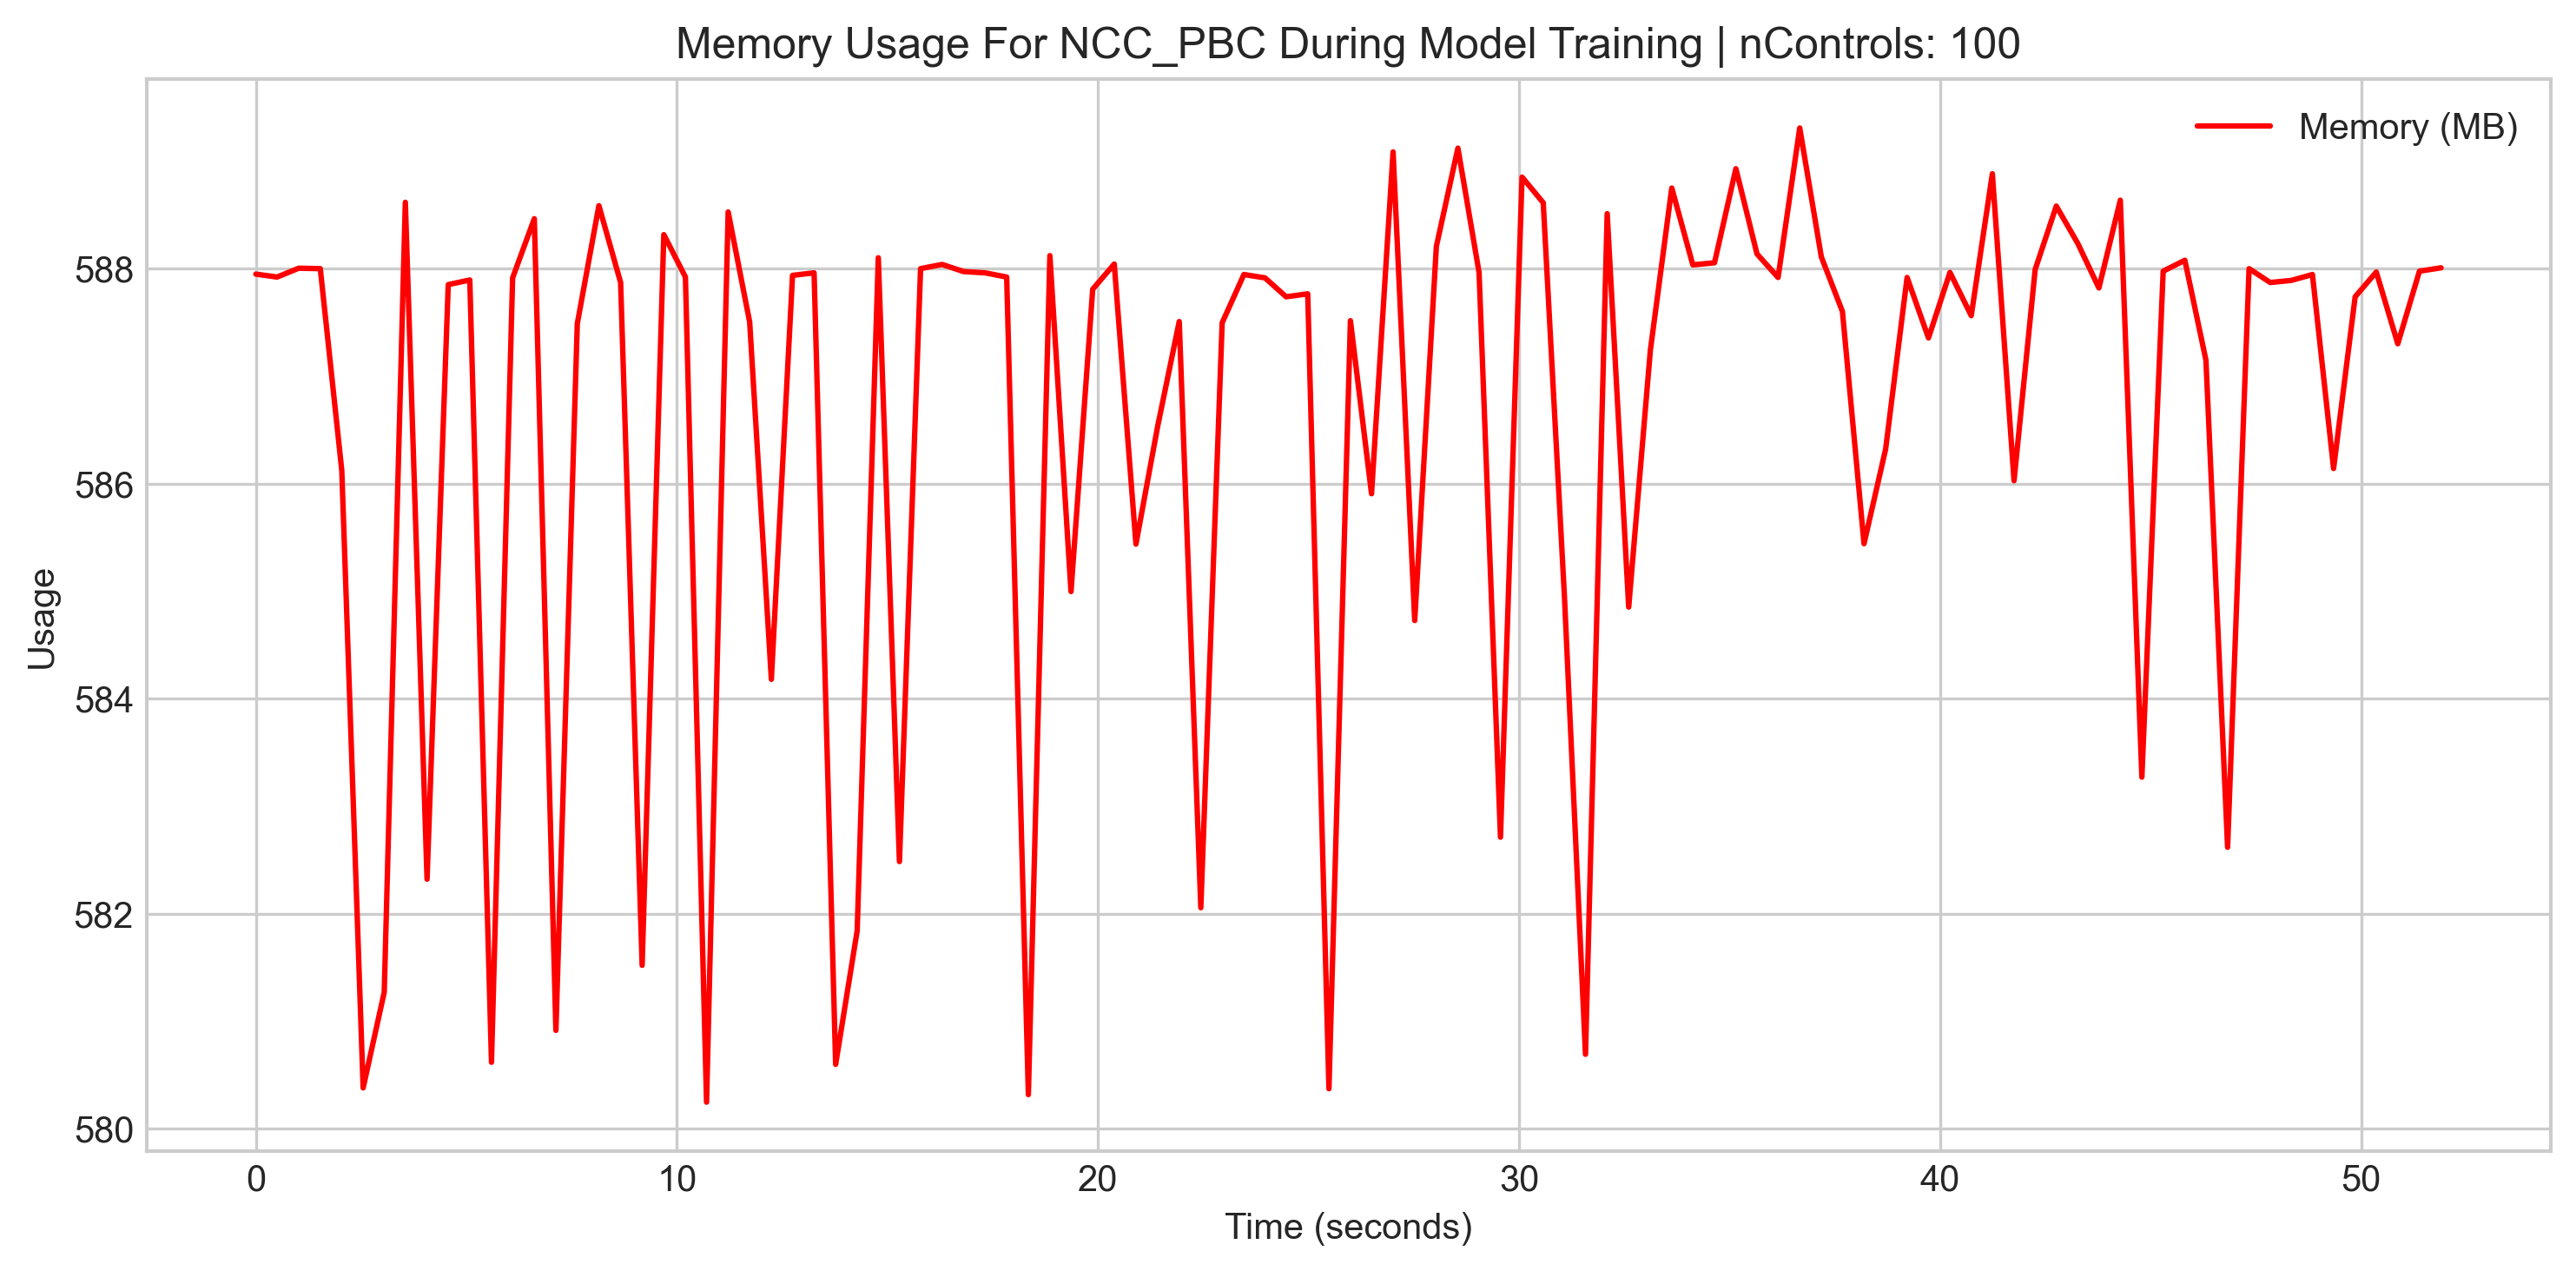 Memory Usage For NCC_PBC During Model Training | nControls: 100
Memory (MB)
588
586
584
582
580
Usage
0 10 20 30 40 50
Time (seconds)